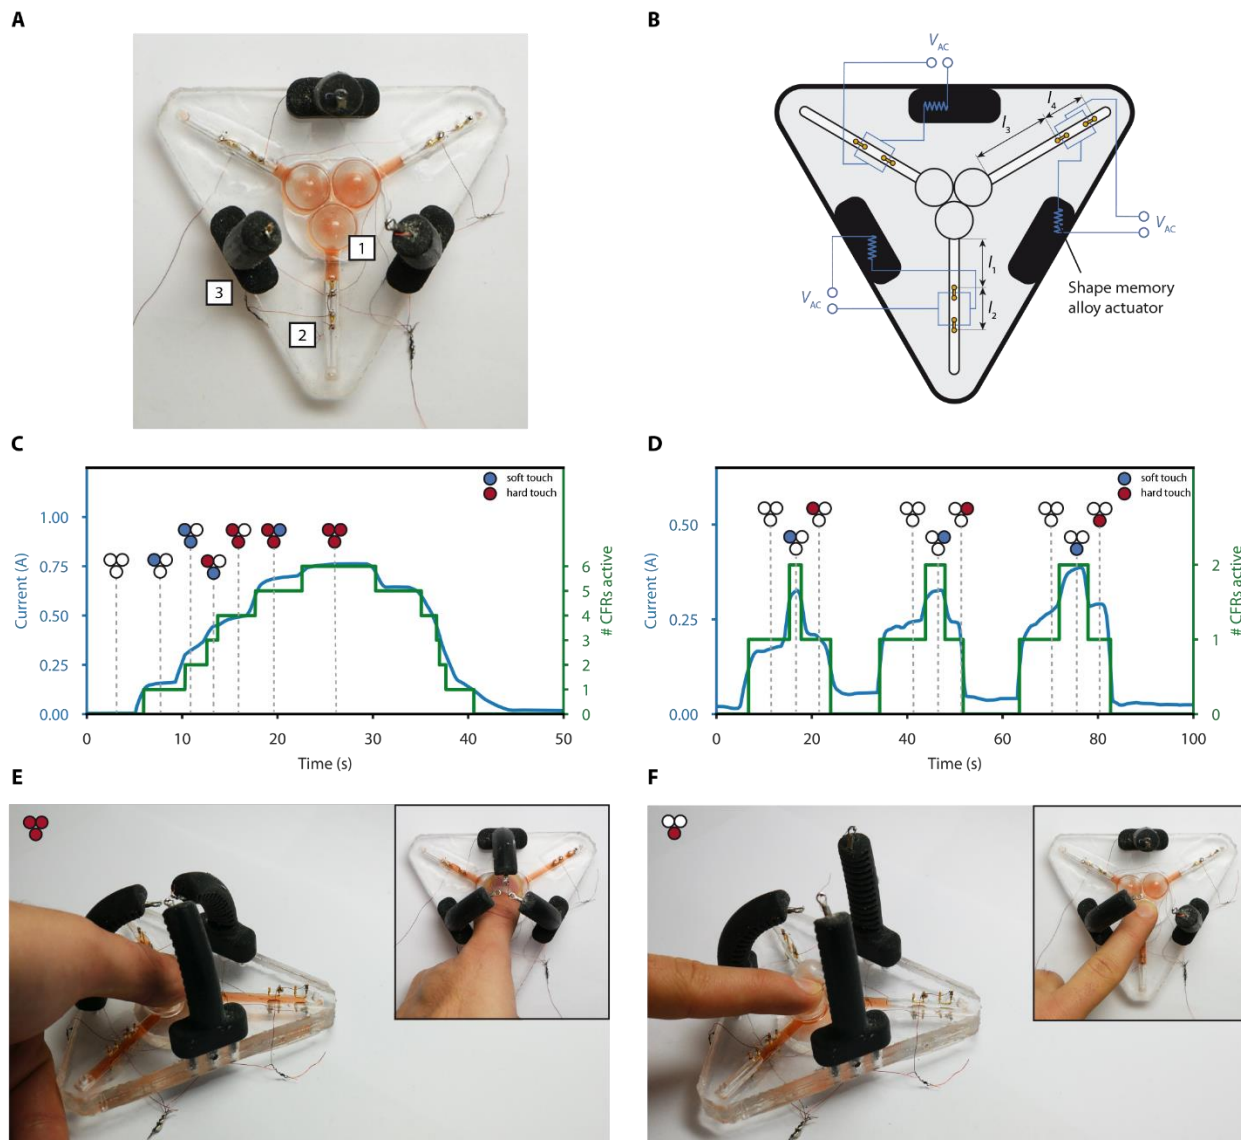 A
1
2
3
B
V_AC
l_4
l_3
V_AC
l_1
l_2
V_AC
Shape memory
alloy actuator
C
soft touch
hard touch
Current (A)
1.00
0.75
0.50
0.25
0.00
# CFRs active
6
5
4
3
2
1
0
0 10 20 30 40 50
Time (s)
D
soft touch
hard touch
Current (A)
0.50
0.25
0.00
# CFRs active
2
1
0
0 20 40 60 80 100
Time (s)
E
F